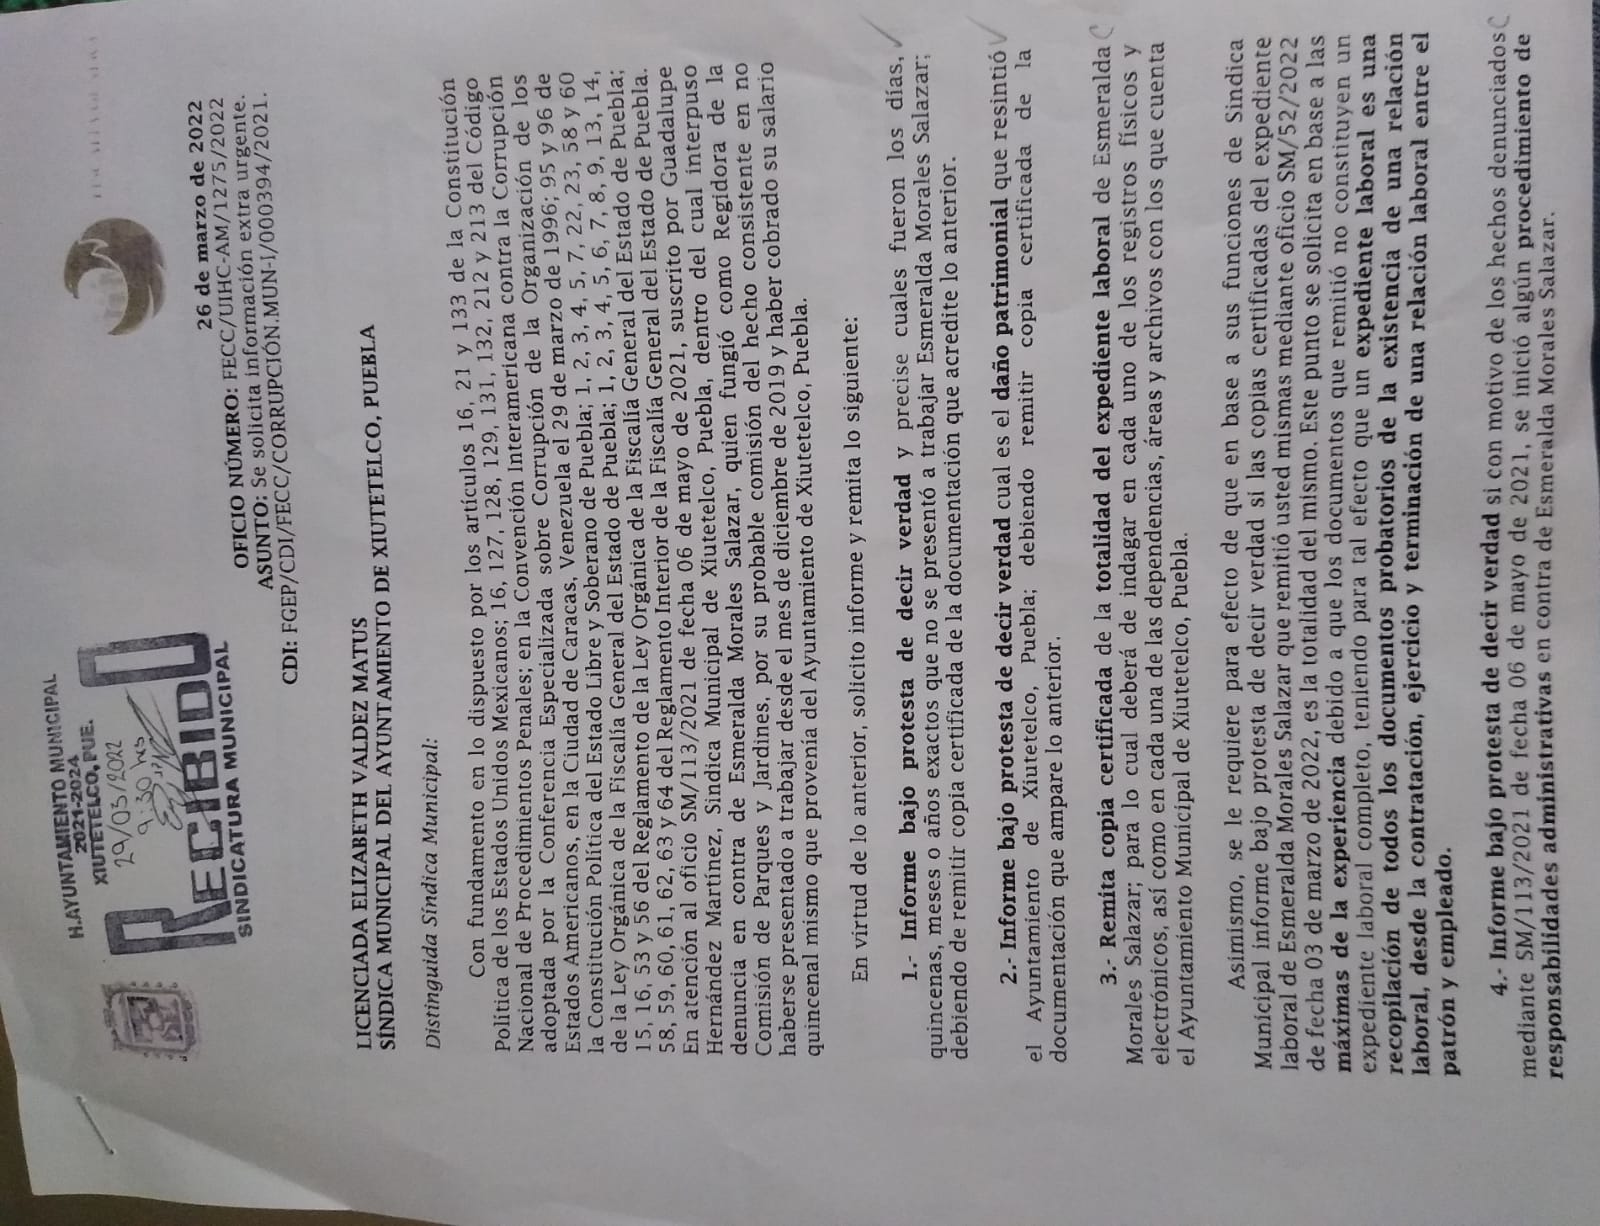 H.AYUNTAMIENTO MUNICIPAL
2021-2024
XIUTETELCO, PUE.
29/03/2022
9:30 hs
RECIBIDO
SINDICATURA MUNICIPAL
26 de marzo de 2022
OFICIO NÚMERO: FECC/UIHC-AM/1275/2022
ASUNTO: Se solicita información extra urgente.
CDI: FGEP/CDI/FECC/CORRUPCIÓN.MUN-I/000394/2021.
LICENCIADA ELIZABETH VALDEZ MATUS
SÍNDICA MUNICIPAL DEL AYUNTAMIENTO DE XIUTETELCO, PUEBLA
Distinguida Síndica Municipal:
Con fundamento en lo dispuesto por los artículos 16, 21 y 133 de la Constitución
Política de los Estados Unidos Mexicanos; 16, 127, 128, 129, 131, 132, 212 y 213 del Código
Nacional de Procedimientos Penales; en la Convención Interamericana contra la Corrupción
adoptada por la Conferencia Especializada sobre Corrupción de la Organización de los
Estados Americanos, en la Ciudad de Caracas, Venezuela el 29 de marzo de 1996; 95 y 96 de
la Constitución Política del Estado Libre y Soberano de Puebla; 1, 2, 3, 4, 5, 7, 22, 23, 58 y 60
de la Ley Orgánica de la Fiscalía General del Estado de Puebla; 1, 2, 3, 4, 5, 6, 7, 8, 9, 13, 14,
15, 16, 53 y 56 del Reglamento de la Ley Orgánica de la Fiscalía General del Estado de Puebla;
58, 59, 60, 61, 62, 63 y 64 del Reglamento Interior de la Fiscalía General del Estado de Puebla.
En atención al oficio SM/113/2021 de fecha 06 de mayo de 2021, suscrito por Guadalupe
Hernández Martínez, Síndica Municipal de Xiutetelco, Puebla, dentro del cual interpuso
denuncia en contra de Esmeralda Morales Salazar, quien fungió como Regidora de la
Comisión de Parques y Jardines, por su probable comisión del hecho consistente en no
haberse presentado a trabajar desde el mes de diciembre de 2019 y haber cobrado su salario
quincenal mismo que provenía del Ayuntamiento de Xiutetelco, Puebla.
En virtud de lo anterior, solicito informe y remita lo siguiente:
1.- Informe bajo protesta de decir verdad y precise cuales fueron los días,
quincenas, meses o años exactos que no se presentó a trabajar Esmeralda Morales Salazar;
debiendo de remitir copia certificada de la documentación que acredite lo anterior.
2.- Informe bajo protesta de decir verdad cual es el daño patrimonial que resintió
el Ayuntamiento de Xiutetelco, Puebla; debiendo remitir copia certificada de la
documentación que ampare lo anterior.
3.- Remita copia certificada de la totalidad del expediente laboral de Esmeralda
Morales Salazar; para lo cual deberá de indagar en cada uno de los registros físicos y
electrónicos, así como en cada una de las dependencias, áreas y archivos con los que cuenta
el Ayuntamiento Municipal de Xiutetelco, Puebla.
Asimismo, se le requiere para efecto de que en base a sus funciones de Síndica
Municipal informe bajo protesta de decir verdad si las copias certificadas del expediente
laboral de Esmeralda Morales Salazar que remitió usted mismas mediante oficio SM/52/2022
de fecha 03 de marzo de 2022, es la totalidad del mismo. Este punto se solicita en base a las
máximas de la experiencia debido a que los documentos que remitió no constituyen un
expediente laboral completo, teniendo para tal efecto que un expediente laboral es una
recopilación de todos los documentos probatorios de la existencia de una relación
laboral, desde la contratación, ejercicio y terminación de una relación laboral entre el
patrón y empleado.
4.- Informe bajo protesta de decir verdad si con motivo de los hechos denunciados
mediante SM/113/2021 de fecha 06 de mayo de 2021, se inició algún procedimiento de
responsabilidades administrativas en contra de Esmeralda Morales Salazar.